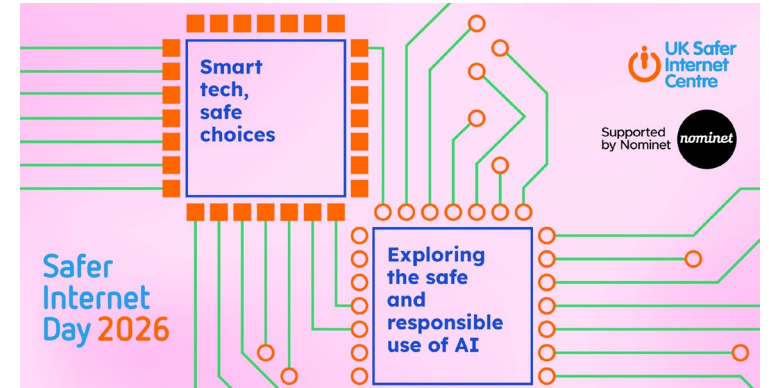 Smart
tech,
safe
choices
UK Safer
Internet
Centre
Supported
by Nominet
nominet
Exploring
the safe
and
responsible
use of AI
Safer
Internet
Day 2026